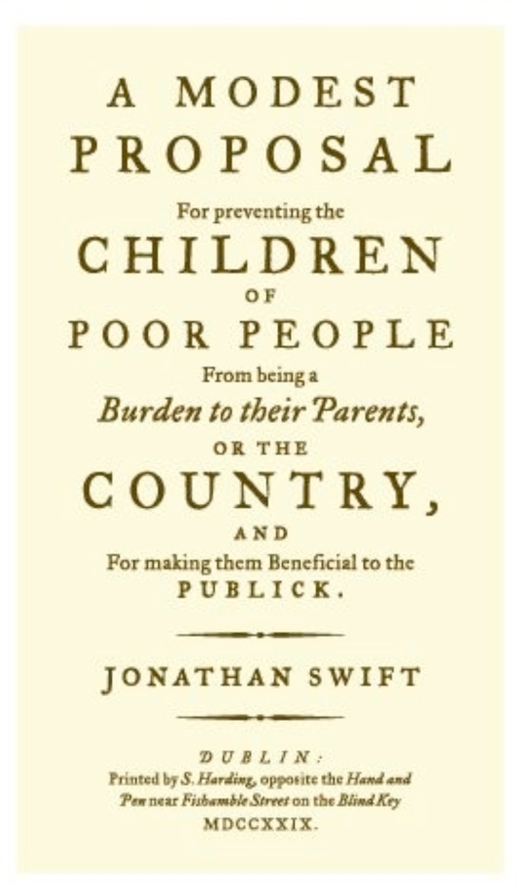 A MODEST
PROPOSAL
For preventing the
CHILDREN
OF
POOR PEOPLE
From being a
Burden to their Parents,
OR THE
COUNTRY,
AND
For making them Beneficial to the
PUBLICK.
JONATHAN SWIFT
DUBLIN:
Printed by S. Harding, opposite the Hand and
Pen near Fishamble Street on the Blind Key
MDCCXXIX.